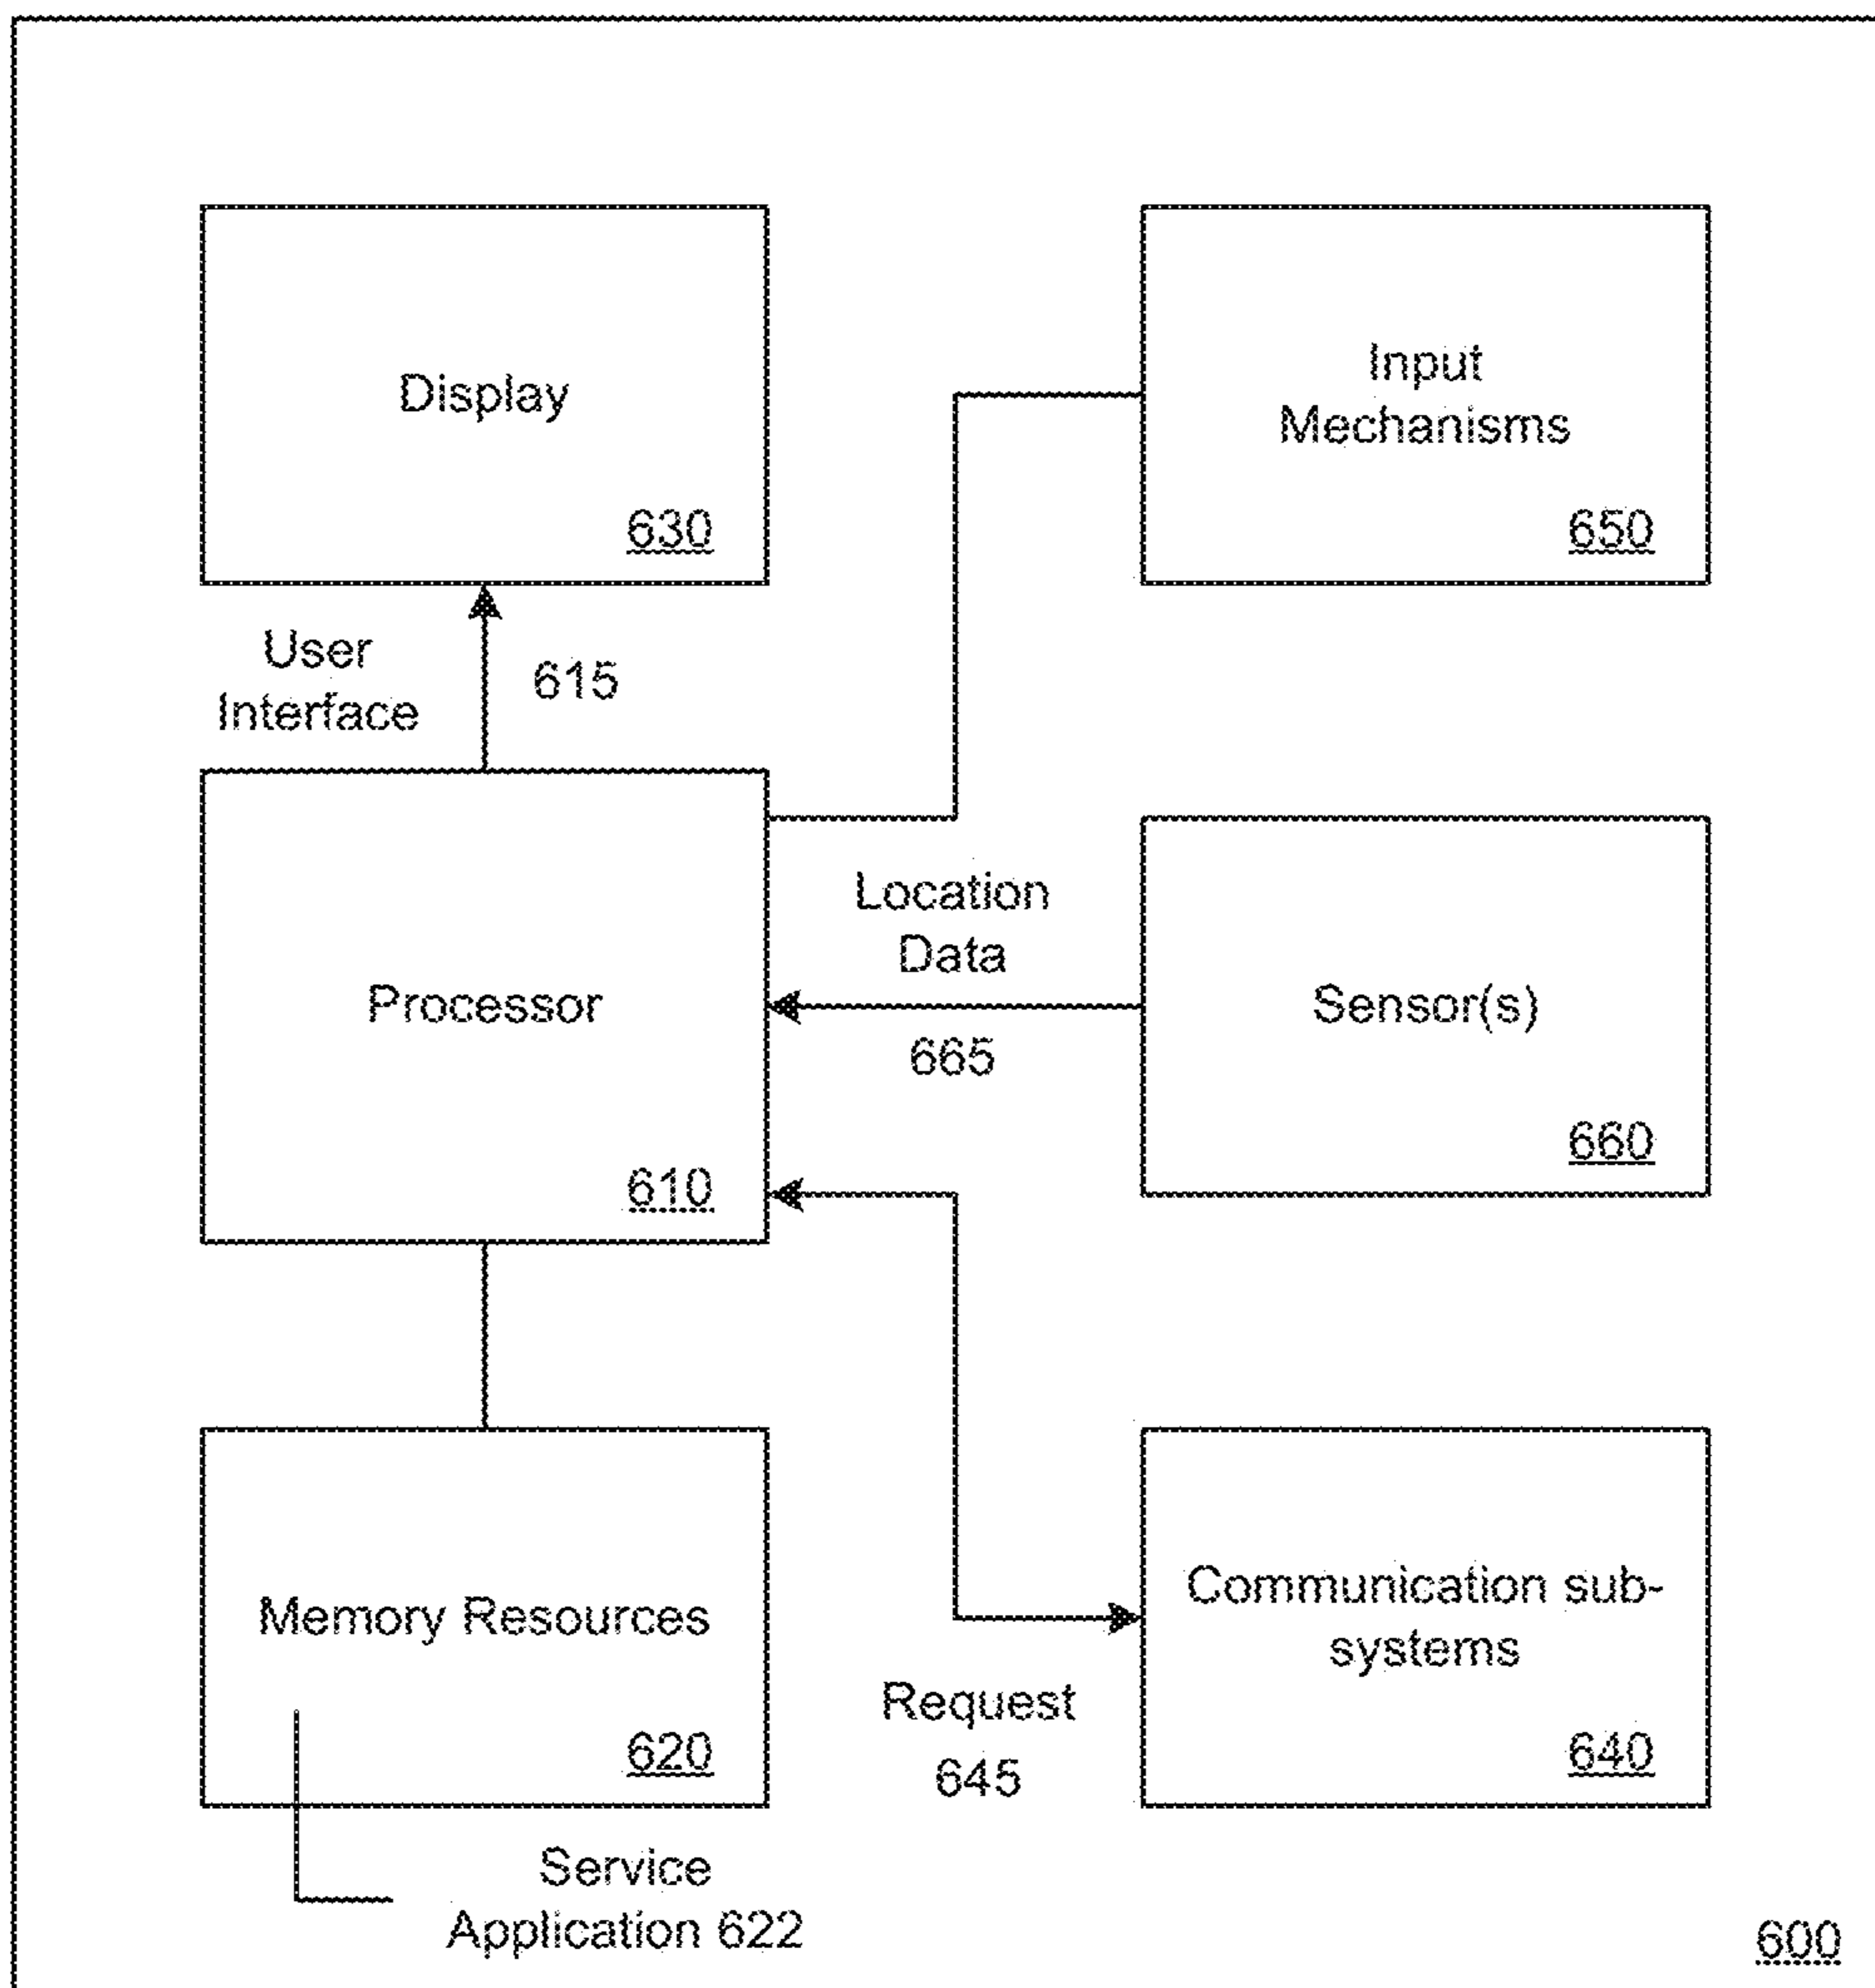 Display
630
Input
Mechanisms
650
User
Interface
615
Processor
610
Location
Data
665
Sensor(s)
660
Memory Resources
620
Request
645
Communication sub-
systems
640
Service
Application 622
600